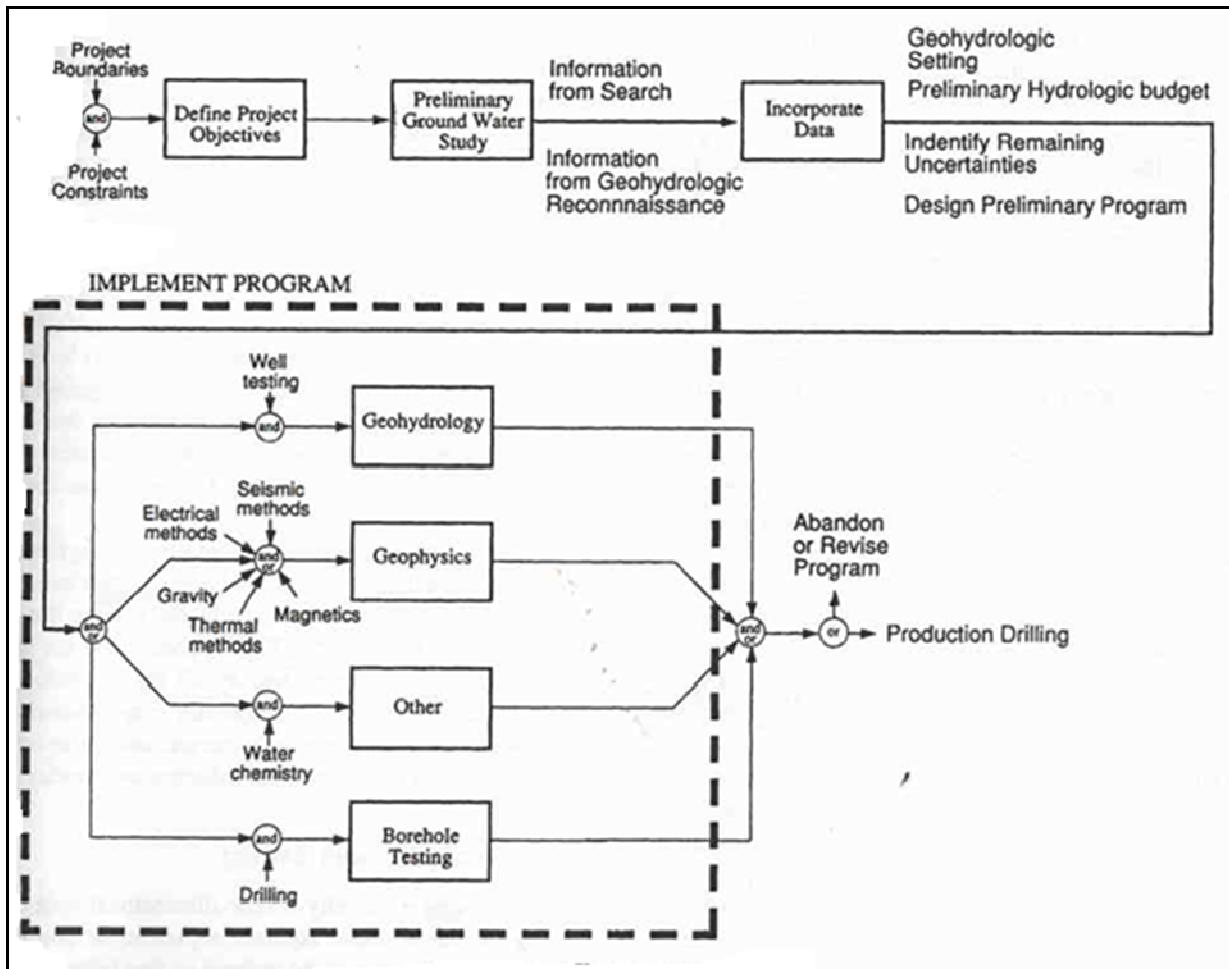 Project
Boundaries
and
Project
Constraints
Define Project
Objectives
Preliminary
Ground Water
Study
Information
from Search
Information
from Geohydrologic
Reconnnaissance
Incorporate
Data
Geohydrologic
Setting
Preliminary Hydrologic budget
Indentify Remaining
Uncertainties
Design Preliminary Program
IMPLEMENT PROGRAM
Well
testing
and
Geohydrology
Seismic
methods
Electrical
methods
and
or
Gravity
Thermal
methods
Magnetics
Geophysics
and
or
and
Water
chemistry
Other
and
Drilling
Borehole
Testing
and
or
or
Abandon
or Revise
Program
Production Drilling